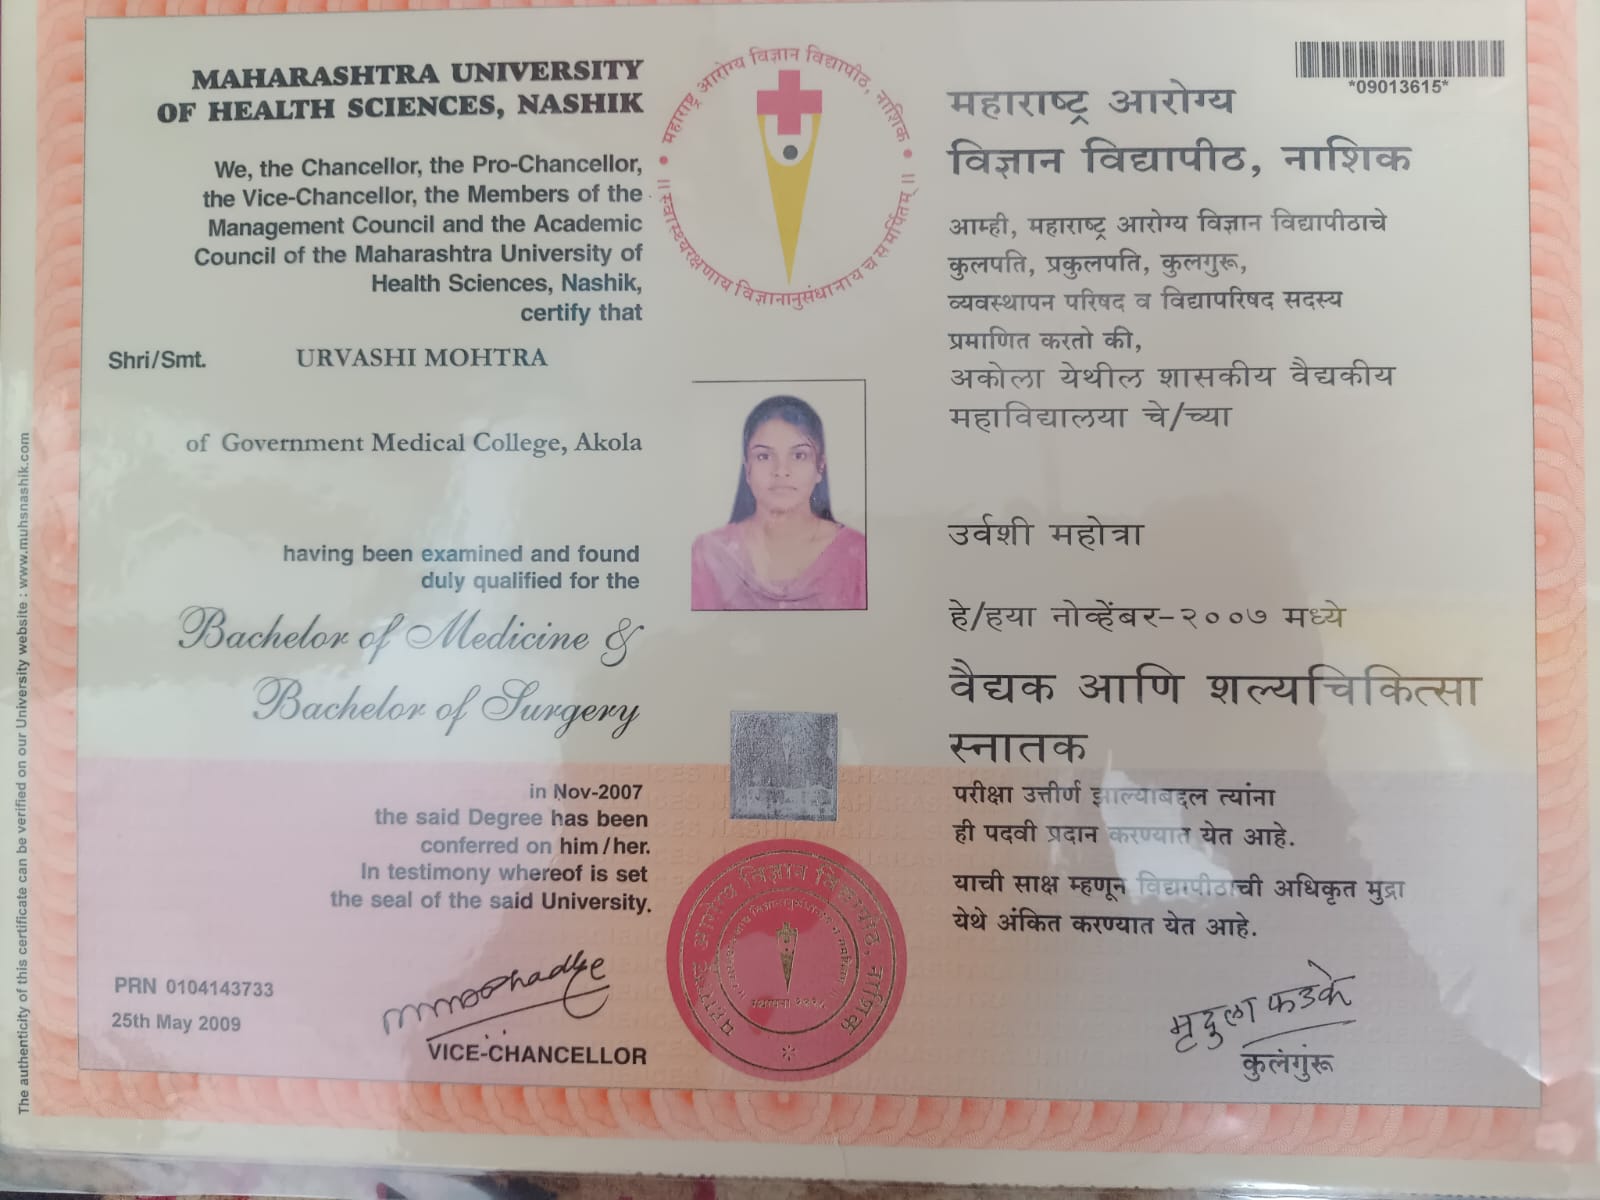 MAHARASHTRA UNIVERSITY
OF HEALTH SCIENCES, NASHIK
We, the Chancellor, the Pro-Chancellor,
the Vice-Chancellor, the Members of the
Management Council and the Academic
Council of the Maharashtra University of
Health Sciences, Nashik,
certify that
Shri/Smt. URVASHI MOHTRA
of Government Medical College, Akola
having been examined and found
duly qualified for the
Bachelor of Medicine &
Bachelor of Surgery
in Nov-2007
the said Degree has been
conferred on him/her.
In testimony whereof is set
the seal of the said University.
PRN 0104143733
25th May 2009
VICE-CHANCELLOR
The authenticity of this certificate can be verified on our University website : www.muhsnashik.com
महाराष्ट्र आरोग्य विज्ञान विद्यापीठ, नाशिक
॥ स्वास्थ्यरक्षणाय विज्ञानानुसंधानाय च समर्पितम् ॥
*09013615*
महाराष्ट्र आरोग्य
विज्ञान विद्यापीठ, नाशिक
आम्ही, महाराष्ट्र आरोग्य विज्ञान विद्यापीठाचे
कुलपति, प्रकुलपति, कुलगुरू,
व्यवस्थापन परिषद व विद्यापरिषद सदस्य
प्रमाणित करतो की,
अकोला येथील शासकीय वैद्यकीय
महाविद्यालया चे/च्या
उर्वशी महोत्रा
हे/हया नोव्हेंबर-२००७ मध्ये
वैद्यक आणि शल्यचिकित्सा
स्नातक
परीक्षा उत्तीर्ण झाल्याबद्दल त्यांना
ही पदवी प्रदान करण्यात येत आहे.
याची साक्ष म्हणून विद्यापीठाची अधिकृत मुद्रा
येथे अंकित करण्यात येत आहे.
मृदुला फडके
कुलगुरू
महाराष्ट्र आरोग्य विज्ञान विद्यापीठ, नाशिक